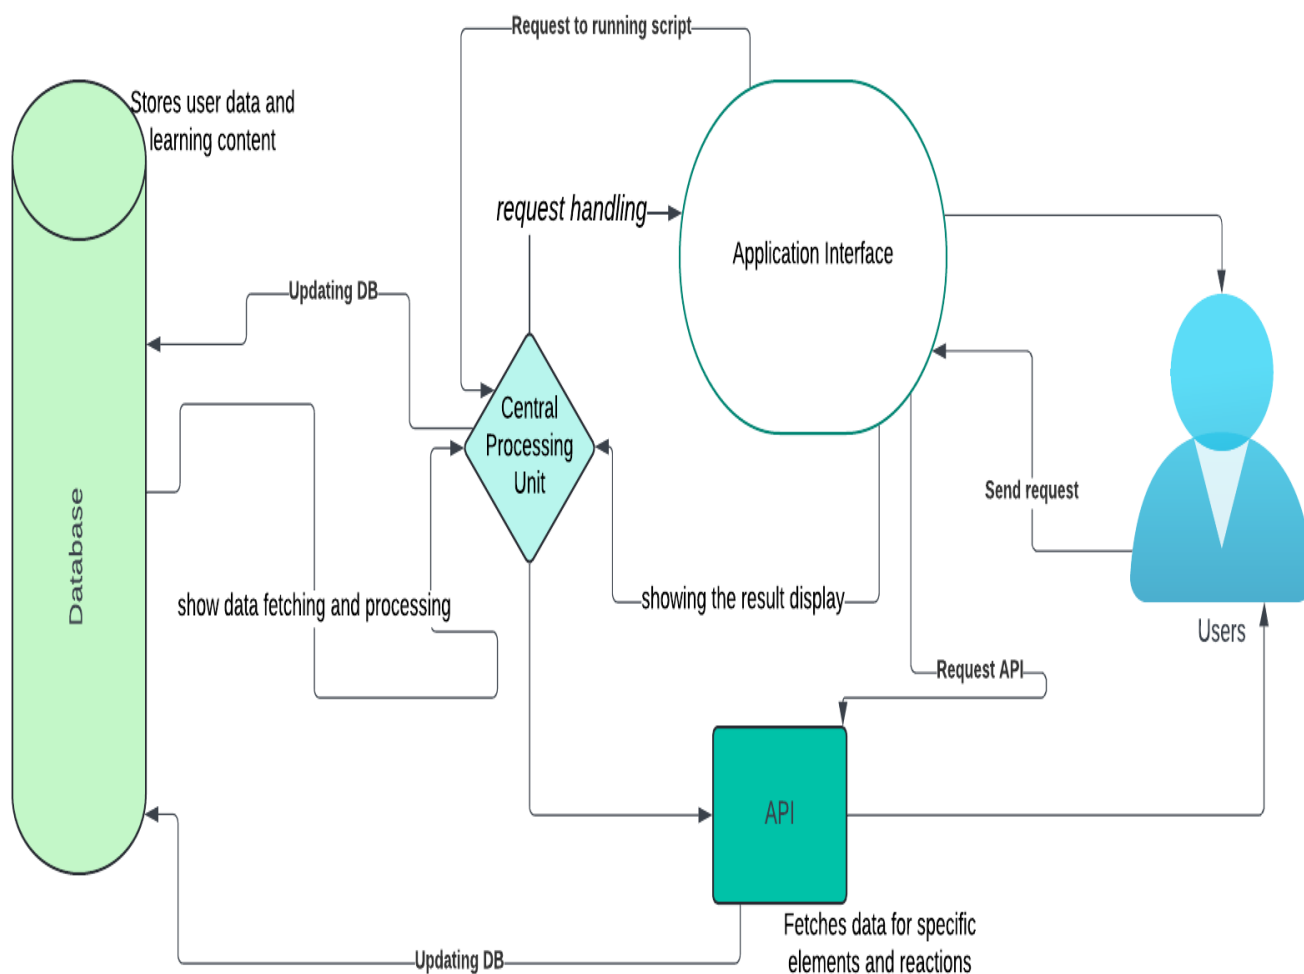 Request to running script
Stores user data and
learning content
request handling
Application Interface
Updating DB
Central
Processing
Unit
Send request
Database
show data fetching and processing
showing the result display
Users
Request API
API
Fetches data for specific
elements and reactions
Updating DB